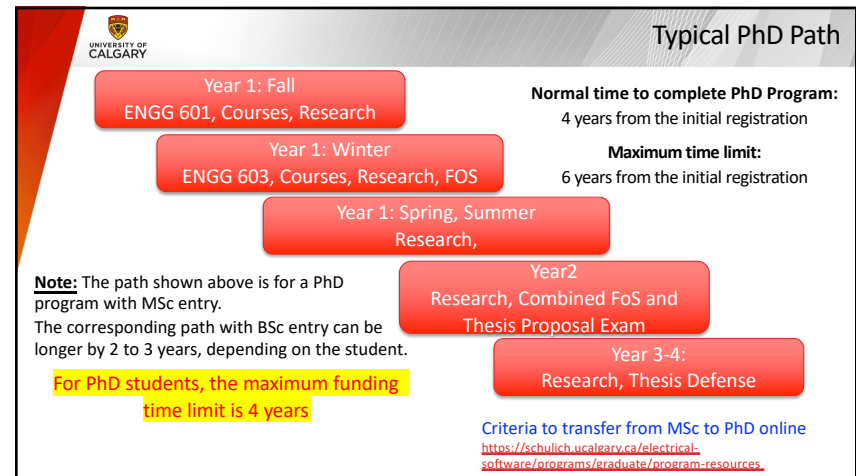 UNIVERSITY OF
CALGARY
Typical PhD Path
Year 1: Fall
ENGG 601, Courses, Research
Normal time to complete PhD Program:
4 years from the initial registration
Year 1: Winter
ENGG 603, Courses, Research, FOS
Maximum time limit:
6 years from the initial registration
Year 1: Spring, Summer
Research,
Year2
Research, Combined FoS and
Thesis Proposal Exam
Note: The path shown above is for a PhD
program with MSc entry.
The corresponding path with BSc entry can be
longer by 2 to 3 years, depending on the student.
Year 3-4:
Research, Thesis Defense
For PhD students, the maximum funding
time limit is 4 years
Criteria to transfer from MSc to PhD online
https://schulich.ucalgary.ca/electrical-
software/programs/graduate/program-resources